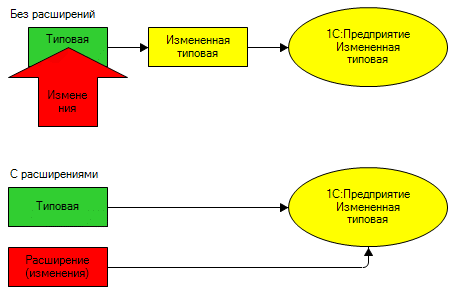 Без расширений
Типовая
Измене
ния
Измененная
типовая
1С:Предприятие
Измененная
типовая
С расширениями
Типовая
1С:Предприятие
Измененная
типовая
Расширение
(изменения)